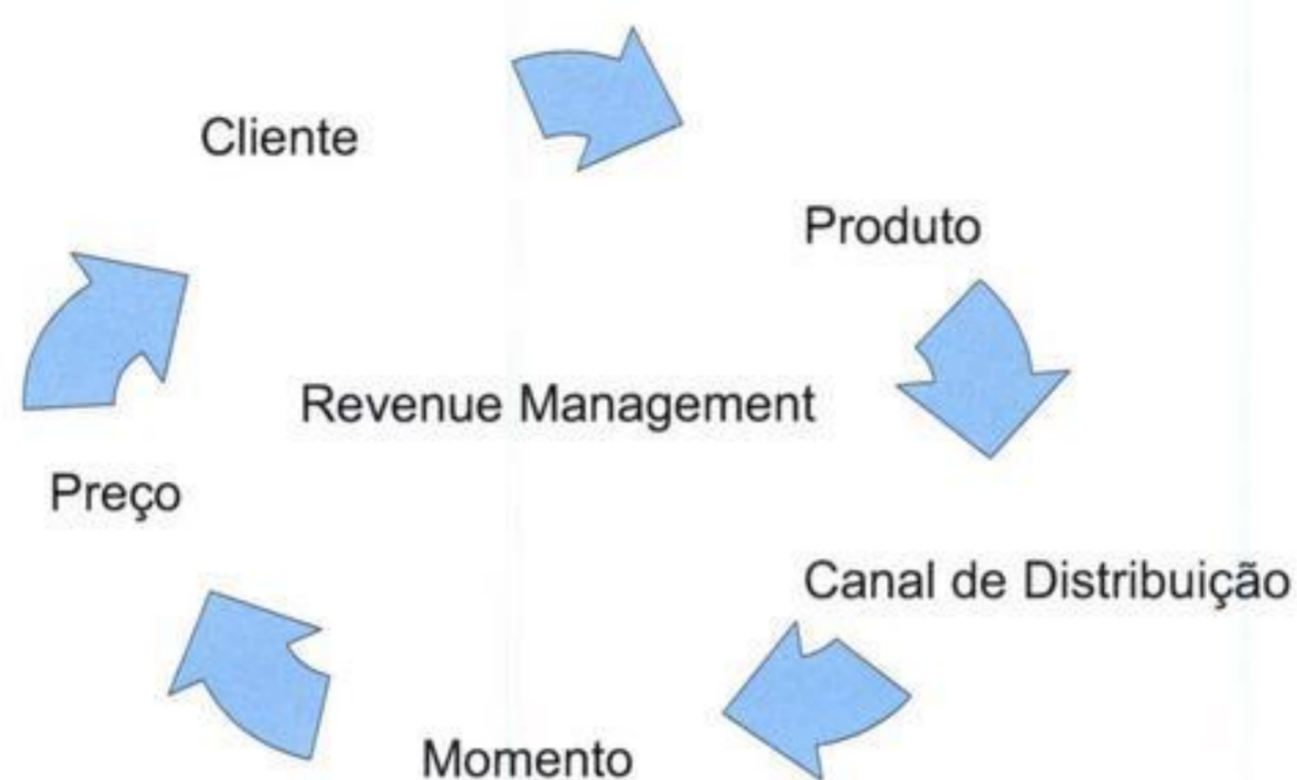 Cliente
Produto
Revenue Management
Preço
Canal de Distribuição
Momento